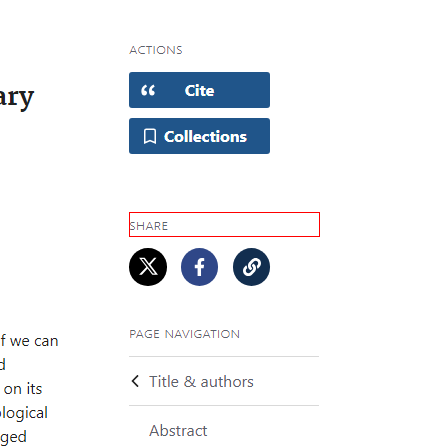 ACTIONS
ary
Cite
Collections
SHARE
PAGE NAVIGATION
f we can
d
on its
logical
ged
Title & authors
Abstract